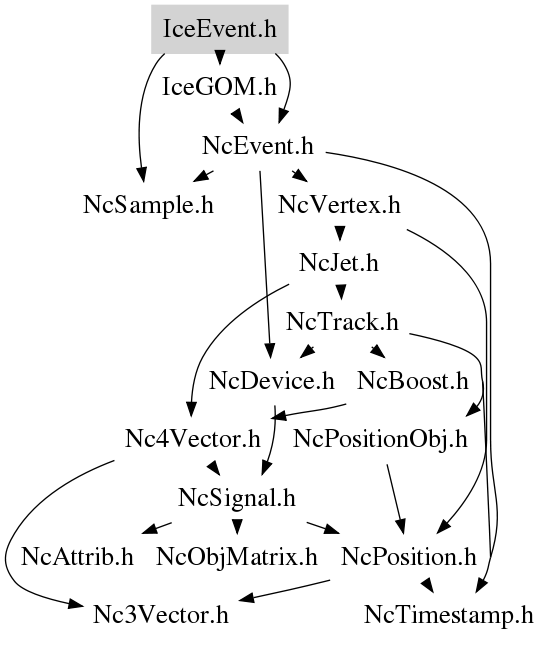 IceEvent.h
IceGOM.h
NcEvent.h
NcSample.h
NcVertex.h
NcJet.h
NcTrack.h
NcDevice.h
NcBoost.h
Nc4Vector.h
NcPositionObj.h
NcSignal.h
NcAttrib.h
NcObjMatrix.h
NcPosition.h
Nc3Vector.h
NcTimestamp.h